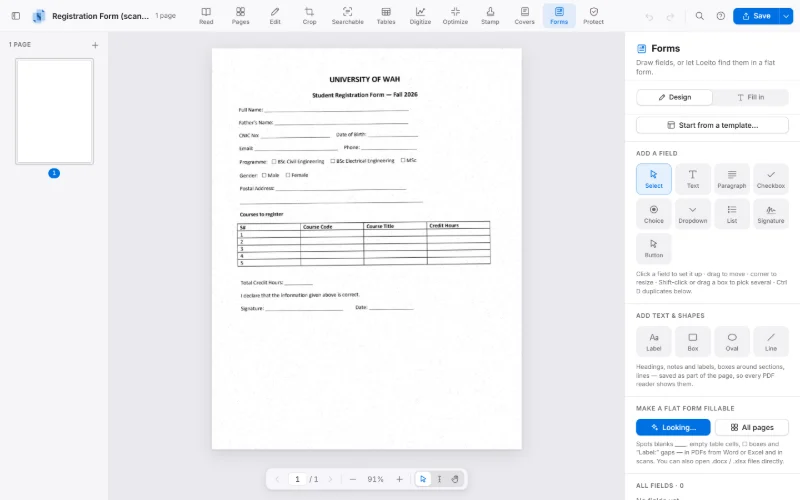 Registration Form (scan... 1 page
Read Pages Edit Crop Searchable Tables Digitize Optimize Stamp Covers Forms Protect
Save
1 PAGE
1
UNIVERSITY OF WAH
Student Registration Form — Fall 2026
Full Name:
Father's Name:
CNIC No: Date of Birth:
Email: Phone:
Programme: BSc Civil Engineering BSc Electrical Engineering MSc
Gender: Male Female
Postal Address:
Courses to register
S# Course Code Course Title Credit Hours
1
2
3
4
5
Total Credit Hours:
I declare that the information given above is correct.
Signature: Date:
1 / 1 91%
Forms
Draw fields, or let Looito find them in a flat
form.
Design Fill in
Start from a template...
ADD A FIELD
Select Text Paragraph Checkbox
Choice Dropdown List Signature
Button
Click a field to set it up · drag to move · corner to
resize · Shift-click or drag a box to pick several · Ctrl
D duplicates below.
ADD TEXT & SHAPES
Aa
Label Box Oval Line
Headings, notes and labels, boxes around sections,
lines — saved as part of the page, so every PDF
reader shows them.
MAKE A FLAT FORM FILLABLE
Looking... All pages
Spots blanks ____, empty table cells, ☐ boxes and
"Label:" gaps — in PDFs from Word or Excel and in
scans. You can also open .docx / .xlsx files directly.
ALL FIELDS · 0